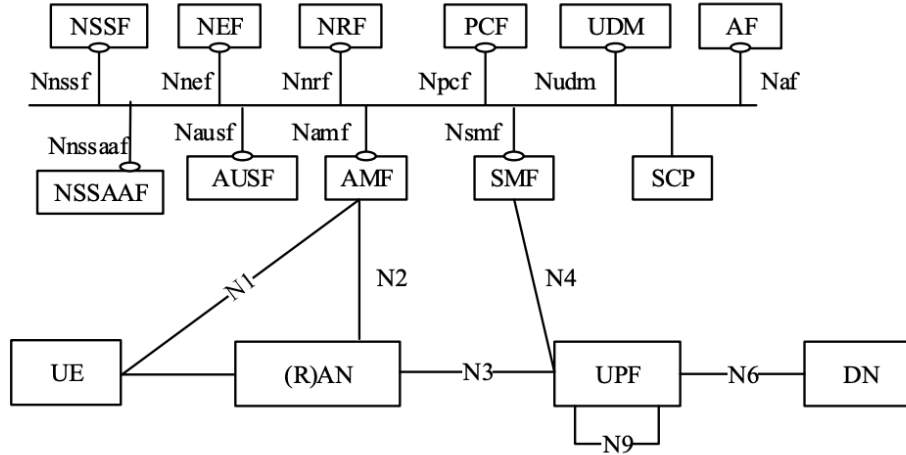 NSSF NEF NRF PCF UDM AF
Nnssf Nnef Nnrf Npcf Nudm Naf
Nnssaaf Nausf Namf Nsmf
NSSAAF AUSF AMF SMF SCP
N1 N2 N4
UE (R)AN N3 UPF N6 DN
N9